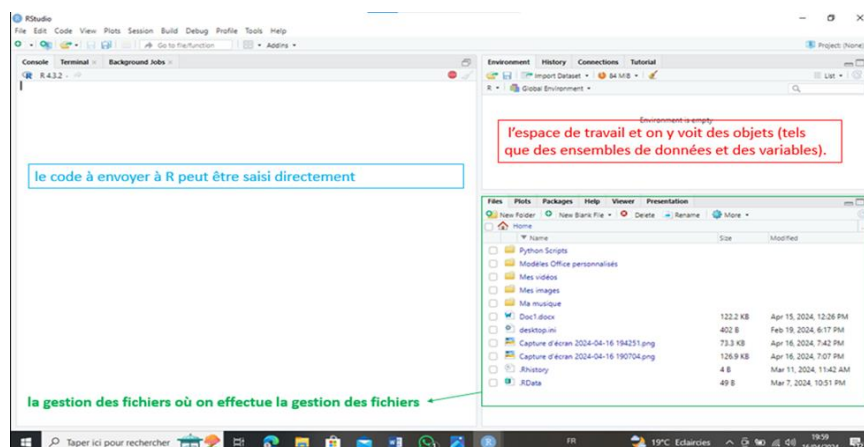 RStudio
File Edit Code View Plots Session Build Debug Profile Tools Help
Go to file/function Addins
Project: (None)
Console Terminal Background Jobs
R 4.3.2
le code à envoyer à R peut être saisi directement
Environment History Connections Tutorial
Import Dataset 84 MiB List
R Global Environment
Environment is empty
l'espace de travail et on y voit des objets (tels
que des ensembles de données et des variables).
Files Plots Packages Help Viewer Presentation
New Folder New Blank File Delete Rename More
Home
Name Size Modified
Python Scripts
Modèles Office personnalisés
Mes vidéos
Mes images
Ma musique
Doc1.docx 122.2 KB Apr 15, 2024, 12:26 PM
desktop.ini 402 B Feb 19, 2024, 6:17 PM
Capture d'écran 2024-04-16 194251.png 73.3 KB Apr 16, 2024, 7:42 PM
Capture d'écran 2024-04-16 190704.png 126.9 KB Apr 16, 2024, 7:07 PM
.Rhistory 4 B Mar 11, 2024, 11:42 AM
.RData 49 B Mar 7, 2024, 10:51 PM
la gestion des fichiers où on effectue la gestion des fichiers
Taper ici pour rechercher FR 19°C Eclaircies 19:59
16/04/2024